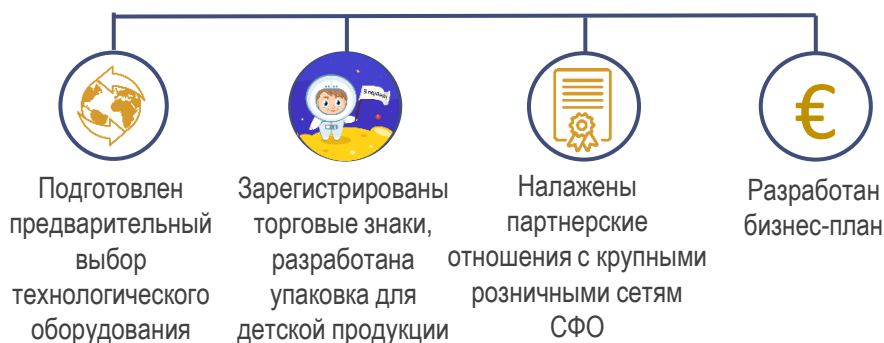 Подготовлен
предварительный
выбор
технологического
оборудования
Зарегистрированы
торговые знаки,
разработана
упаковка для
детской продукции
Налажены
партнерские
отношения с крупными
розничными сетям
СФО
€
Разработан
бизнес-план